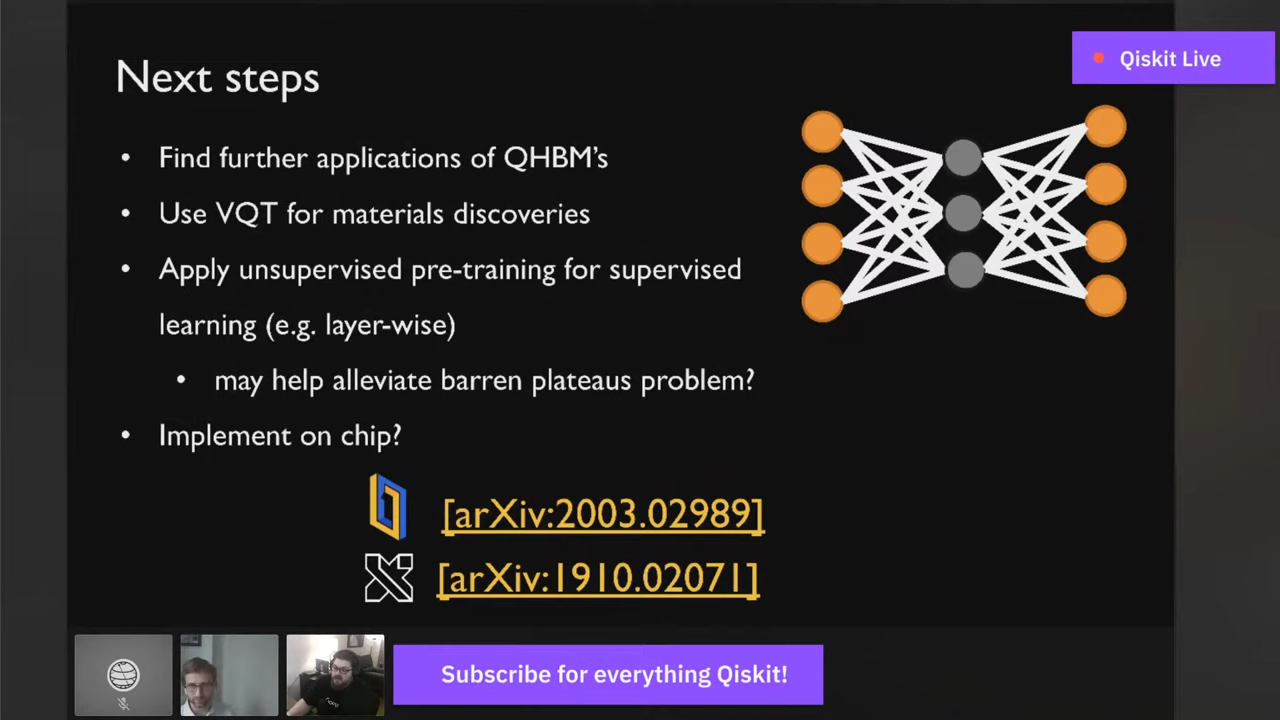 Qiskit Live
Next steps
• Find further applications of QHBM's
• Use VQT for materials discoveries
• Apply unsupervised pre-training for supervised
learning (e.g. layer-wise)
• may help alleviate barren plateaus problem?
• Implement on chip?
[arXiv:2003.02989]
[arXiv:1910.02071]
Subscribe for everything Qiskit!